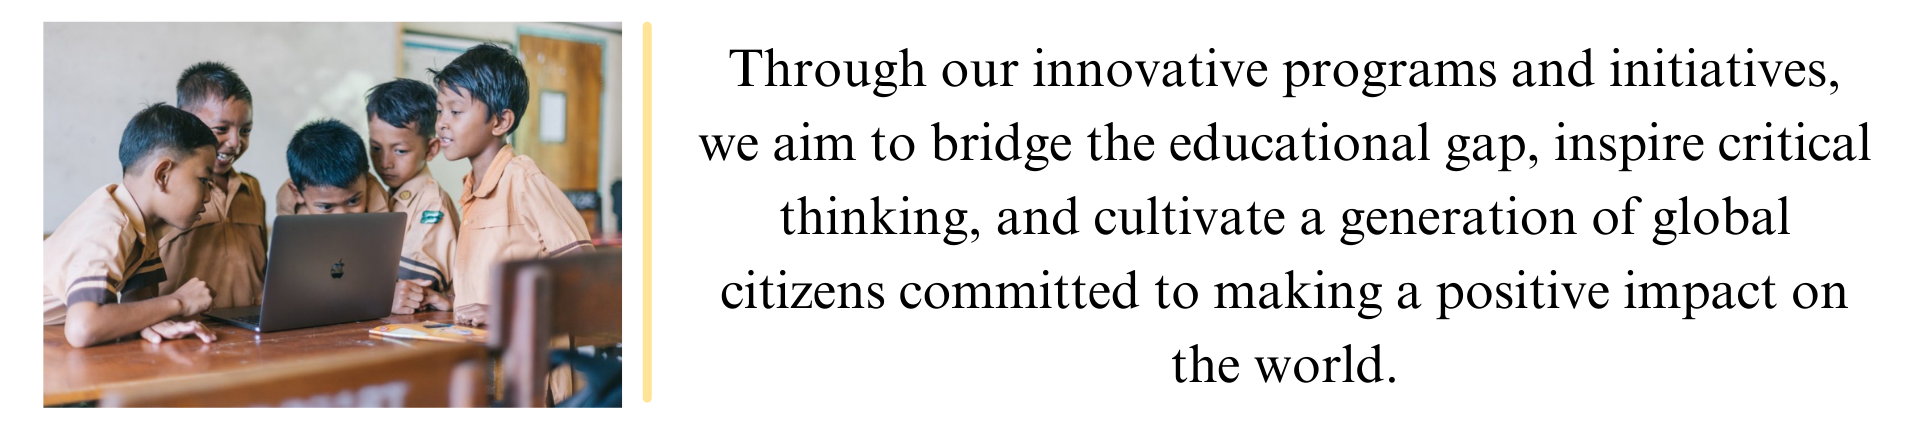 Through our innovative programs and initiatives,
we aim to bridge the educational gap, inspire critical
thinking, and cultivate a generation of global
citizens committed to making a positive impact on
the world.